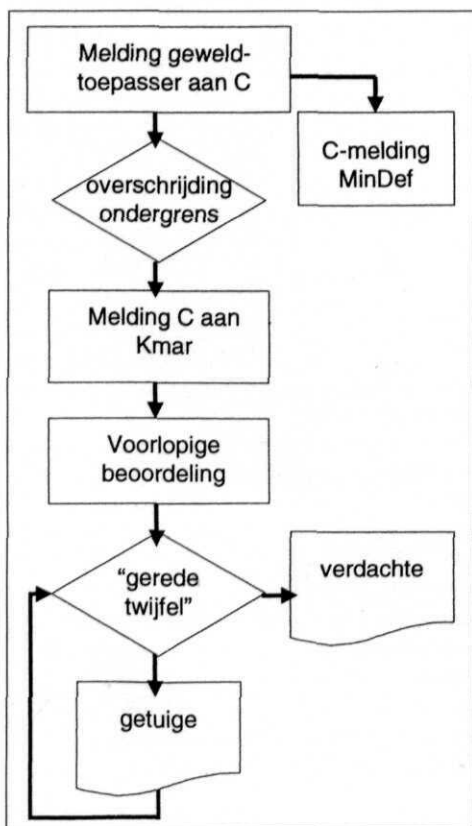 Melding geweld-
toepasser aan C
C-melding
MinDef
overschrijding
ondergrens
Melding C aan
Kmar
Voorlopige
beoordeling
“gerede
twijfel”
verdachte
getuige